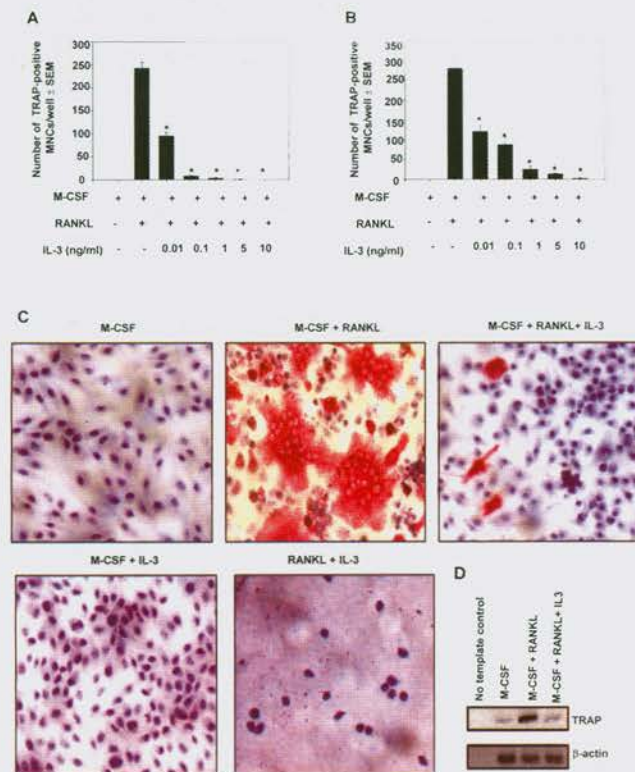 A
Number of TRAP-positive
MNCs/well ± SEM
300
250
200
150
100
50
0
* * * * *
M-CSF + + + + + + +
RANKL - + + + + + +
IL-3 (ng/ml) - - 0.01 0.1 1 5 10
B
Number of TRAP-positive
MNCs/well ± SEM
350
300
250
200
150
100
50
0
* * * * *
M-CSF + + + + + + +
RANKL - + + + + + +
IL-3 (ng/ml) - - 0.01 0.1 1 5 10
C
M-CSF
M-CSF + RANKL
M-CSF + RANKL+ IL-3
M-CSF + IL-3
RANKL + IL-3
D
No template control
M-CSF
M-CSF + RANKL
M-CSF + RANKL+ IL3
TRAP
β-actin